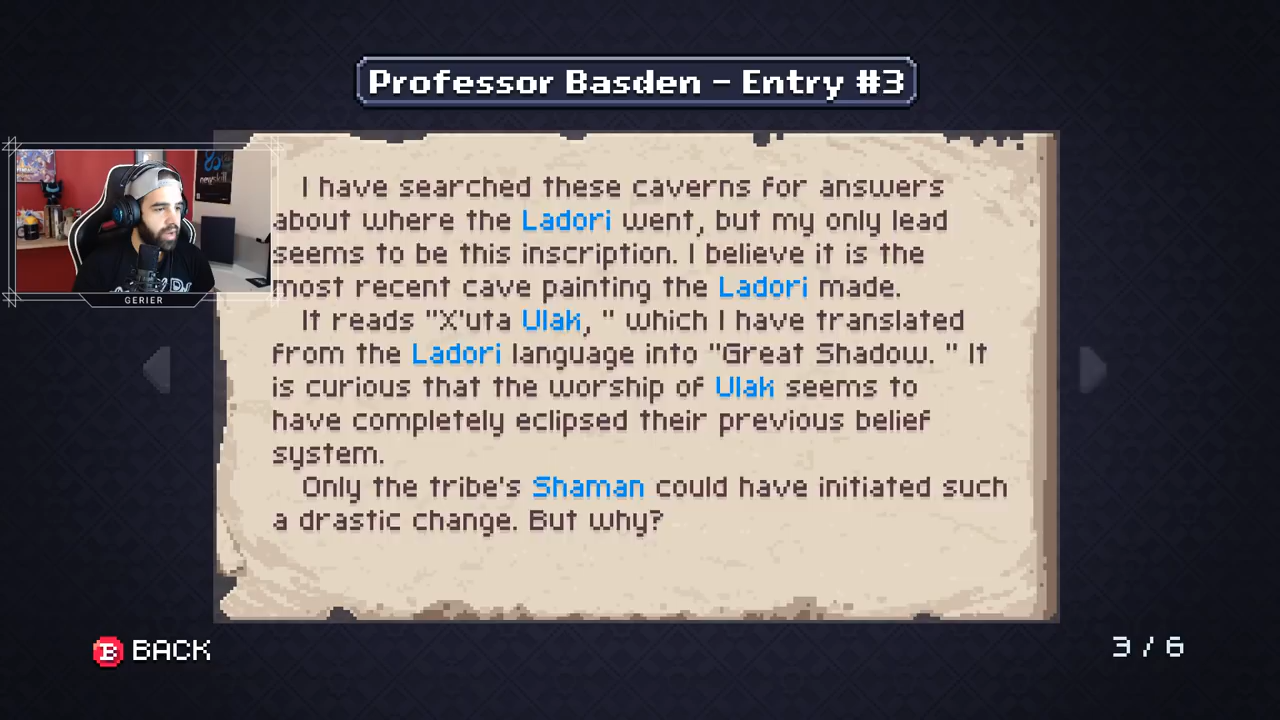 Professor Basden - Entry #3
I have searched these caverns for answers
about where the Ladori went, but my only lead
seems to be this inscription. I believe it is the
most recent cave painting the Ladori made.
It reads "X'uta Ulak, " which I have translated
from the Ladori language into "Great Shadow. " It
is curious that the worship of Ulak seems to
have completely eclipsed their previous belief
system.
Only the tribe's Shaman could have initiated such
a drastic change. But why?
GERIER
B BACK
3 / 6